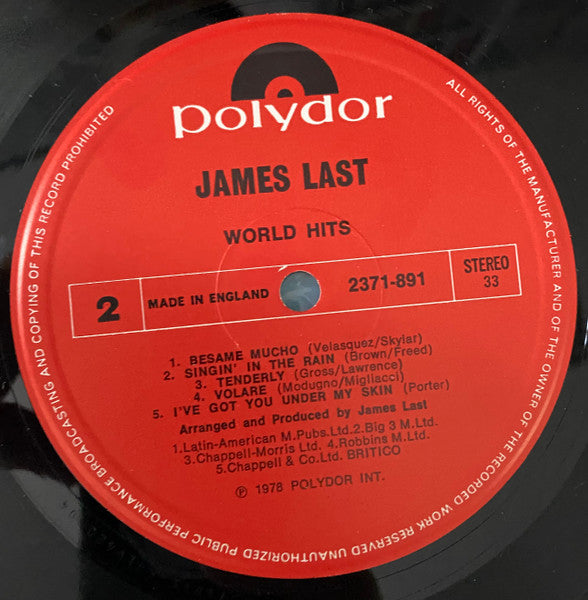 polydor
JAMES LAST
WORLD HITS
2
MADE IN ENGLAND
2371-891
STEREO
33
1. BESAME MUCHO (Velasquez/Skylar)
2. SINGIN' IN THE RAIN (Brown/Freed)
3. TENDERLY (Gross/Lawrence)
4. VOLARE (Modugno/Migliacci)
5. I'VE GOT YOU UNDER MY SKIN (Porter)
Arranged and Produced by James Last
1.Latin-American M.Pubs.Ltd.2.Big 3 M.Ltd.
3.Chappell-Morris Ltd. 4.Robbins M.Ltd.
5.Chappell & Co.Ltd. BRITICO
℗ 1978 POLYDOR INT.
ALL RIGHTS OF THE MANUFACTURER AND OF THE OWNER OF THE RECORDED WORK RESERVED UNAUTHORIZED PUBLIC PERFORMANCE BROADCASTING AND COPYING OF THIS RECORD PROHIBITED